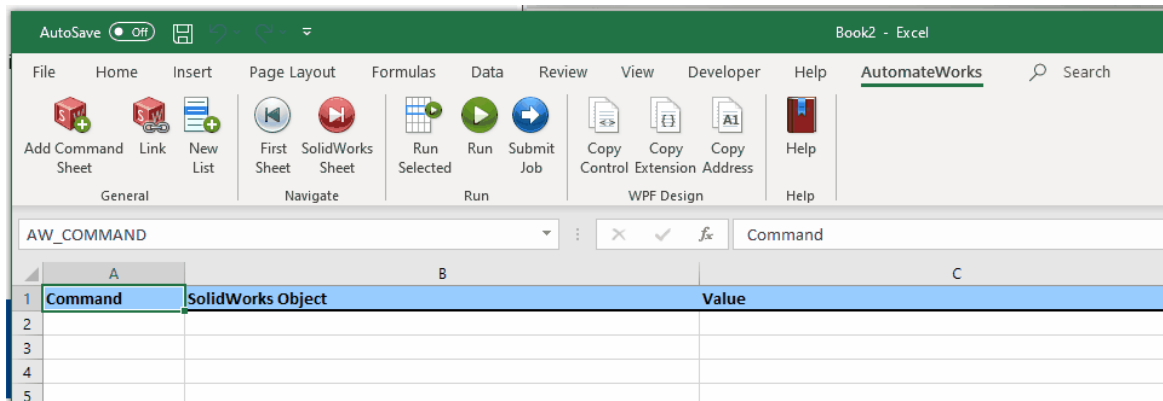 AutoSave Off Book2 - Excel
File Home Insert Page Layout Formulas Data Review View Developer Help AutomateWorks Search
Add Command Sheet Link New List First Sheet SolidWorks Sheet Run Selected Run Submit Job Copy Control Copy Extension Copy Address Help
General Navigate Run WPF Design Help
AW_COMMAND fx Command
A B C
1 Command SolidWorks Object Value
2
3
4
5